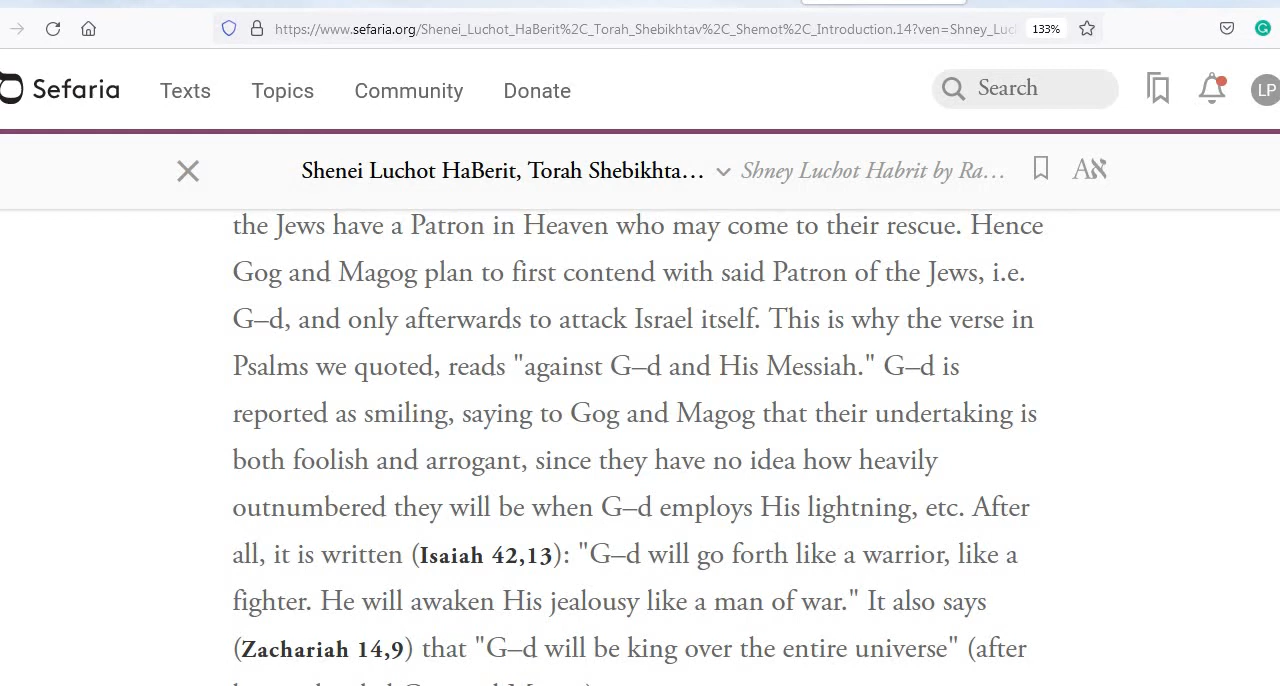 https://www.sefaria.org/Shenei_Luchot_HaBerit%2C_Torah_Shebikhtav%2C_Shemot%2C_Introduction.14?ven=Shney_Luc
133%
Sefaria Texts Topics Community Donate Search LP
Shenei Luchot HaBerit, Torah Shebikhta… Shney Luchot Habrit by Ra… Aא
the Jews have a Patron in Heaven who may come to their rescue. Hence
Gog and Magog plan to first contend with said Patron of the Jews, i.e.
G–d, and only afterwards to attack Israel itself. This is why the verse in
Psalms we quoted, reads "against G–d and His Messiah." G–d is
reported as smiling, saying to Gog and Magog that their undertaking is
both foolish and arrogant, since they have no idea how heavily
outnumbered they will be when G–d employs His lightning, etc. After
all, it is written (Isaiah 42,13): "G–d will go forth like a warrior, like a
fighter. He will awaken His jealousy like a man of war." It also says
(Zachariah 14,9) that "G–d will be king over the entire universe" (after